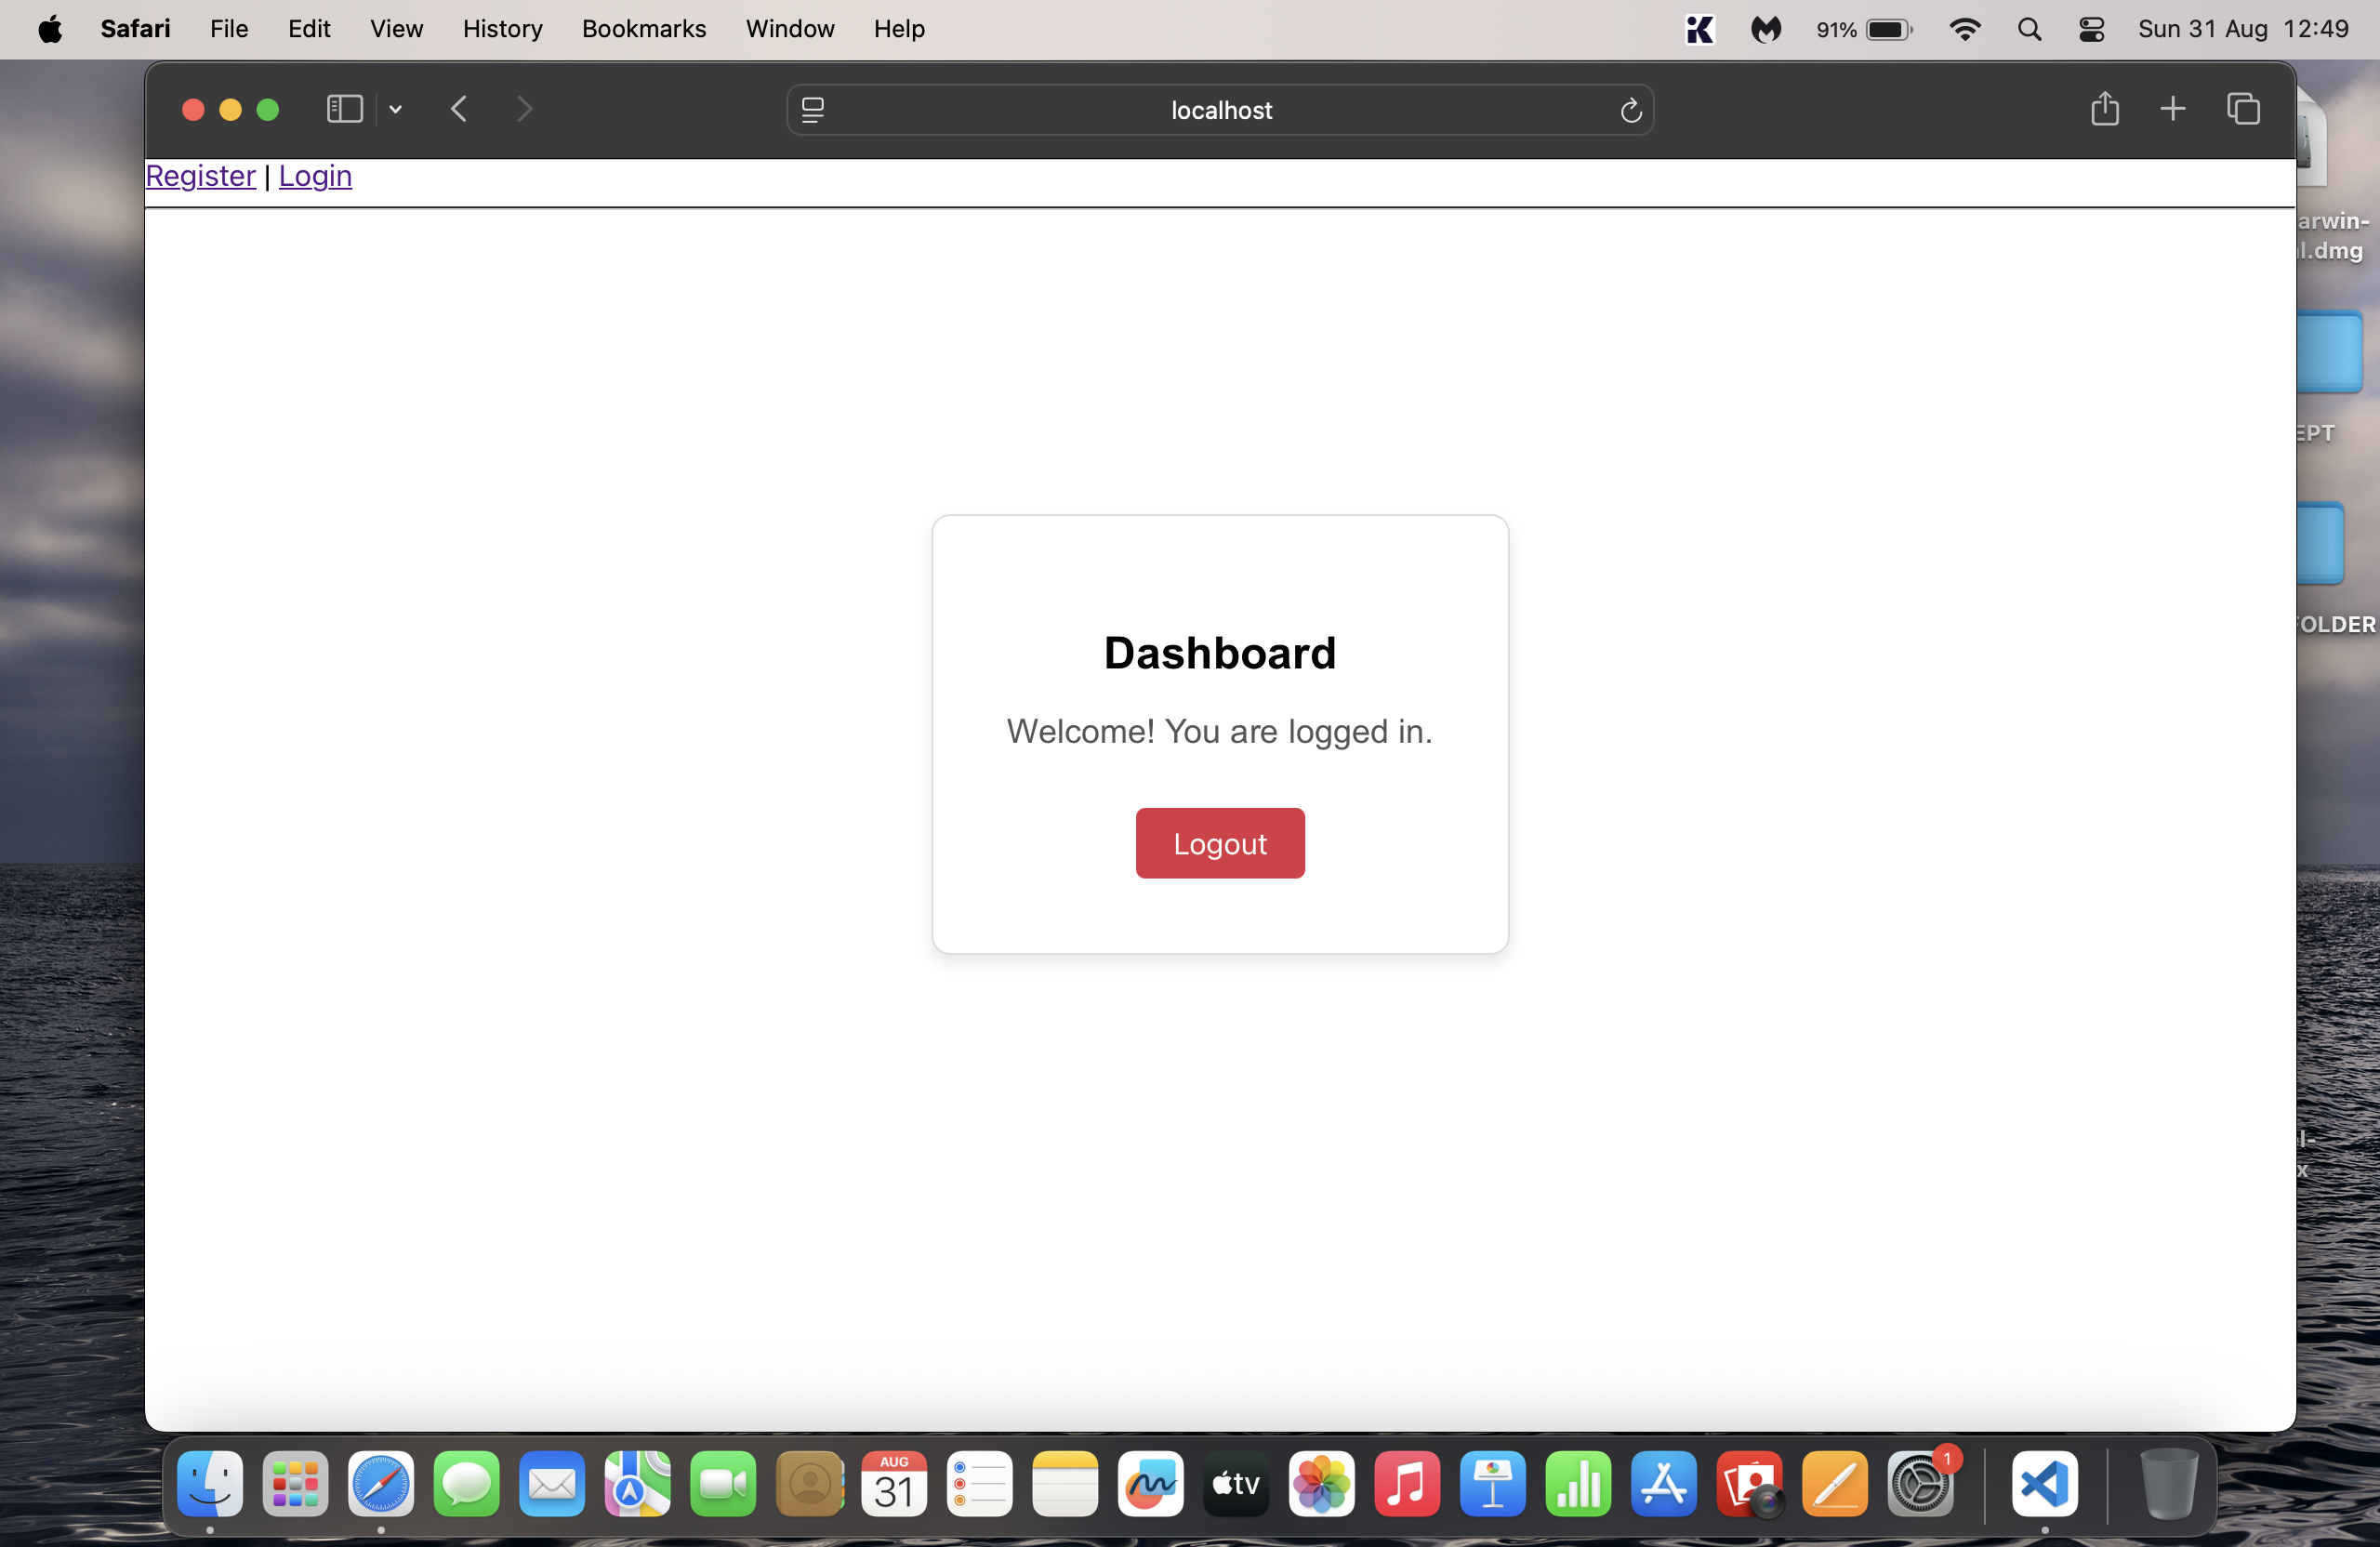 Safari File Edit View History Bookmarks Window Help 91% Sun 31 Aug 12:49
localhost
Register | Login
arwin-
l.dmg
EPT
FOLDER
Dashboard
Welcome! You are logged in.
Logout
l-
x
AUG
31
tv
1